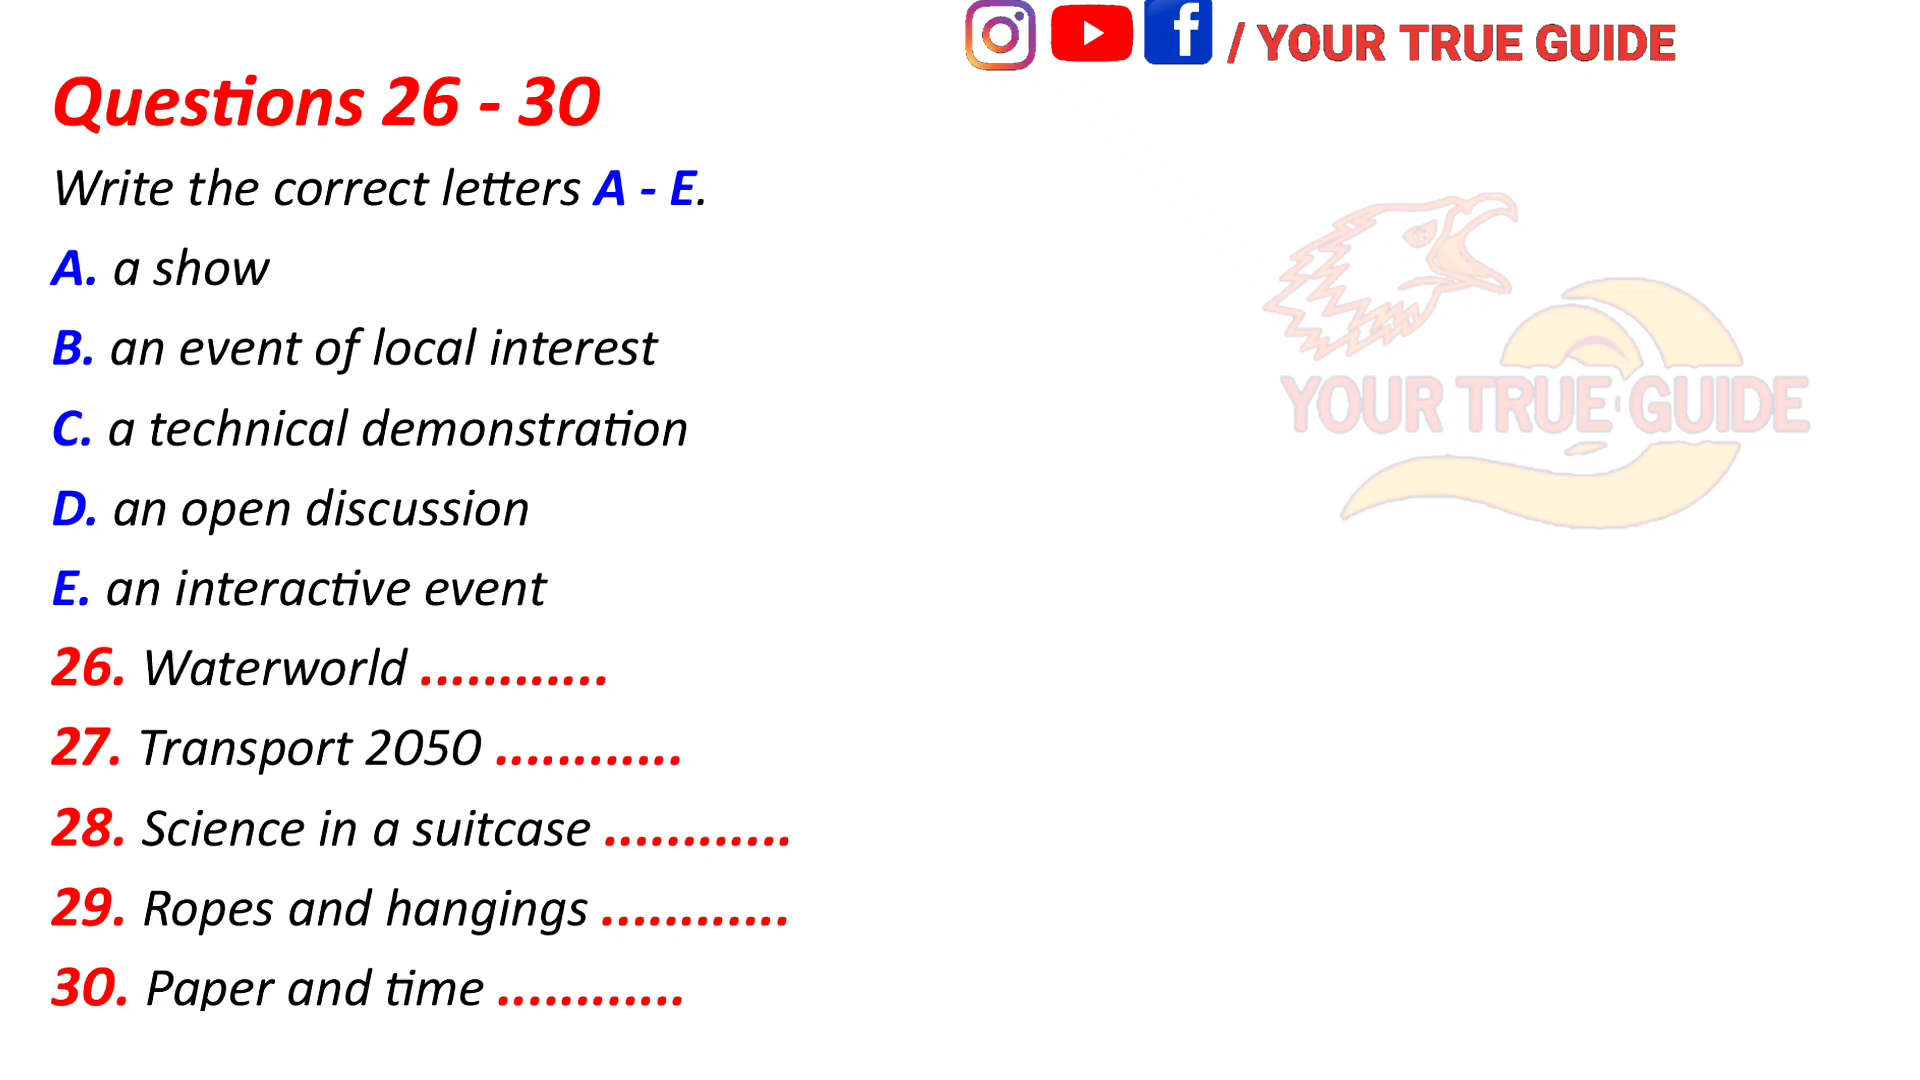 / YOUR TRUE GUIDE
Questions 26 - 30
Write the correct letters A - E.
A. a show
B. an event of local interest
C. a technical demonstration
D. an open discussion
E. an interactive event
26. Waterworld ............
27. Transport 2050 ............
28. Science in a suitcase ............
29. Ropes and hangings ............
30. Paper and time ............
YOUR TRUE GUIDE